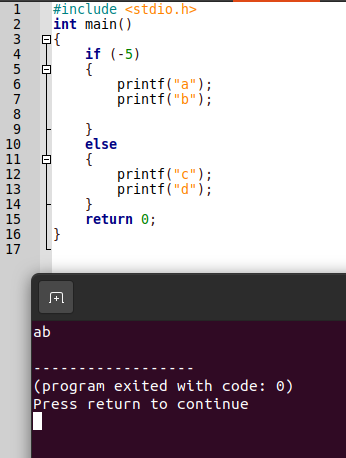 1 #include <stdio.h>
2 int main()
3 {
4 if (-5)
5 {
6 printf("a");
7 printf("b");
8
9 }
10 else
11 {
12 printf("c");
13 printf("d");
14 }
15 return 0;
16 }
17
ab
------------------
(program exited with code: 0)
Press return to continue